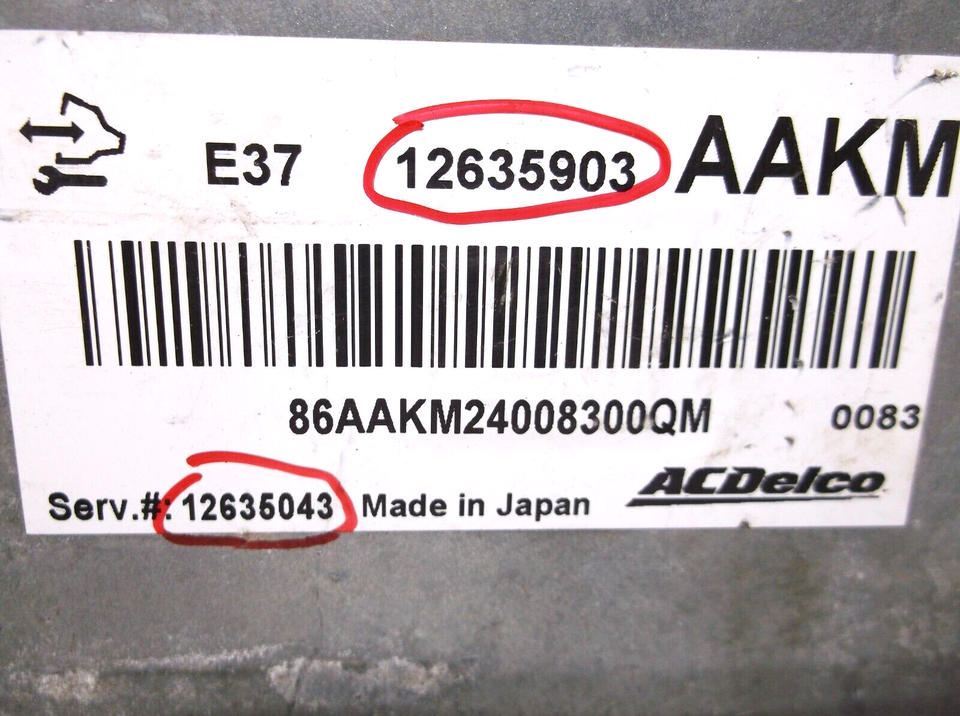 E37 12635903 AAKM
86AAKM24008300QM 0083
Serv.#: 12635043 Made in Japan ACDelco